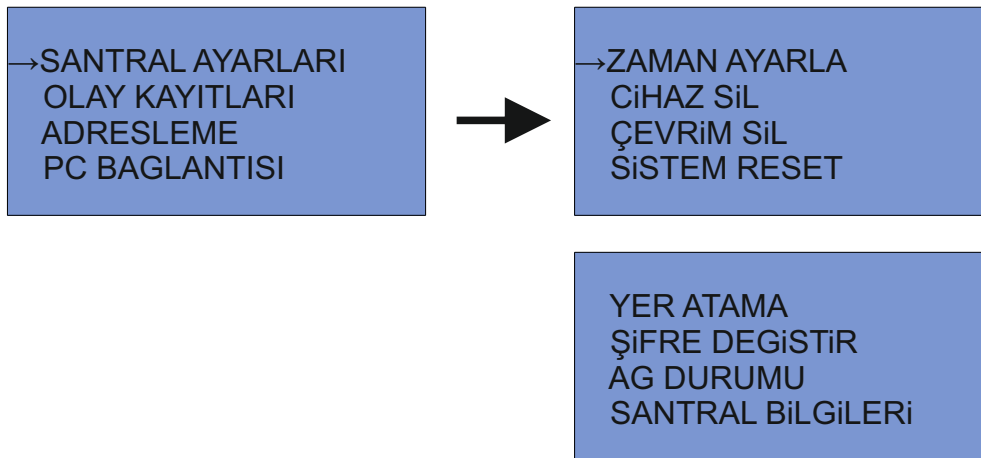 →SANTRAL AYARLARI
OLAY KAYITLARI
ADRESLEME
PC BAGLANTISI
→ZAMAN AYARLA
CiHAZ SiL
ÇEVRiM SiL
SiSTEM RESET
YER ATAMA
ŞiFRE DEGiSTiR
AG DURUMU
SANTRAL BiLGiLERi